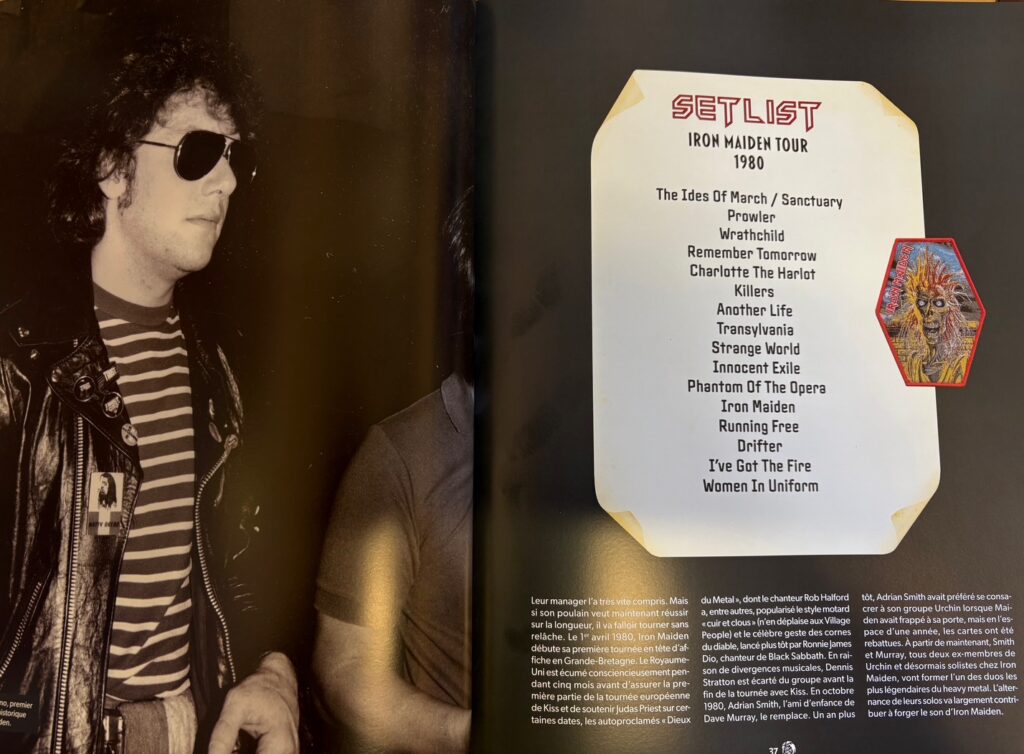 no, premier
istorique
den.
SETLIST
IRON MAIDEN TOUR
1980
The Ides Of March / Sanctuary
Prowler
Wrathchild
Remember Tomorrow
Charlotte The Harlot
Killers
Another Life
Transylvania
Strange World
Innocent Exile
Phantom Of The Opera
Iron Maiden
Running Free
Drifter
I've Got The Fire
Women In Uniform
IRON MAIDEN
Leur manager l'a très vite compris. Mais
si son poulain veut maintenant réussir
sur la longueur, il va falloir tourner sans
relâche. Le 1er avril 1980, Iron Maiden
débute sa première tournée en tête d'af-
fiche en Grande-Bretagne. Le Royaume-
Uni est écumé consciencieusement pen-
dant cinq mois avant d'assurer la pre-
mière partie de la tournée européenne
de Kiss et de soutenir Judas Priest sur cer-
taines dates, les autoproclamés « Dieux
du Metal », dont le chanteur Rob Halford
a, entre autres, popularisé le style motard
« cuir et clous » (n'en déplaise aux Village
People) et le célèbre geste des cornes
du diable, lancé plus tôt par Ronnie James
Dio, chanteur de Black Sabbath. En rai-
son de divergences musicales, Dennis
Stratton est écarté du groupe avant la
fin de la tournée avec Kiss. En octobre
1980, Adrian Smith, l'ami d'enfance de
Dave Murray, le remplace. Un an plus
tôt, Adrian Smith avait préféré se consa-
crer à son groupe Urchin lorsque Mai-
den avait frappé à sa porte, mais en l'es-
pace d'une année, les cartes ont été
rebattues. À partir de maintenant, Smith
et Murray, tous deux ex-membres de
Urchin et désormais solistes chez Iron
Maiden, vont former l'un des duos les
plus légendaires du heavy metal. L'alter-
nance de leurs solos va largement contri-
buer à forger le son d'Iron Maiden.
37